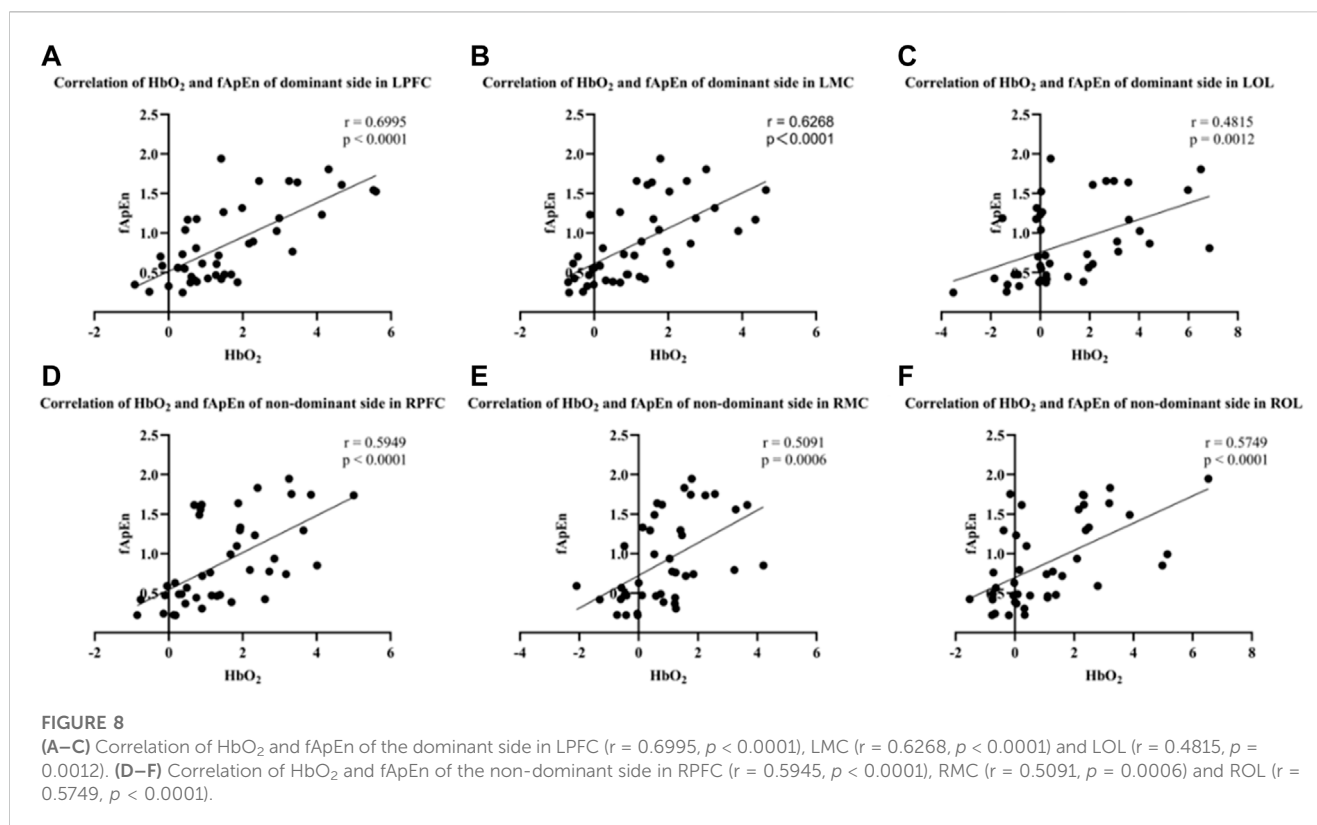 A
Correlation of HbO₂ and fApEn of dominant side in LPFC
r = 0.6995
p < 0.0001
2.5
2.0
1.5
1.0
0.5
fApEn
-2 0 2 4 6
HbO₂
B
Correlation of HbO₂ and fApEn of dominant side in LMC
r = 0.6268
p<0.0001
2.5
2.0
1.5
1.0
0.5
fApEn
-2 0 2 4 6
HbO₂
C
Correlation of HbO₂ and fApEn of dominant side in LOL
r = 0.4815
p = 0.0012
2.5
2.0
1.5
1.0
0.5
fApEn
-4 -2 0 2 4 6 8
HbO₂
D
Correlation of HbO₂ and fApEn of non-dominant side in RPFC
r = 0.5949
p < 0.0001
2.5
2.0
1.5
1.0
0.5
fApEn
-2 0 2 4 6
HbO₂
E
Correlation of HbO₂ and fApEn of non-dominant side in RMC
r = 0.5091
p = 0.0006
2.5
2.0
1.5
1.0
0.5
fApEn
-4 -2 0 2 4 6
HbO₂
F
Correlation of HbO₂ and fApEn of non-dominant side in ROL
r = 0.5749
p <0.0001
2.5
2.0
1.5
1.0
0.5
fApEn
-2 0 2 4 6 8
HbO₂
FIGURE 8
(A–C) Correlation of HbO₂ and fApEn of the dominant side in LPFC (r = 0.6995, p < 0.0001), LMC (r = 0.6268, p < 0.0001) and LOL (r = 0.4815, p =
0.0012). (D–F) Correlation of HbO₂ and fApEn of the non-dominant side in RPFC (r = 0.5945, p < 0.0001), RMC (r = 0.5091, p = 0.0006) and ROL (r =
0.5749, p < 0.0001).